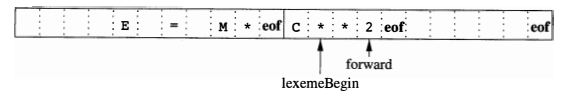 E = M * eof C * * 2 eof eof
forward
lexemeBegin